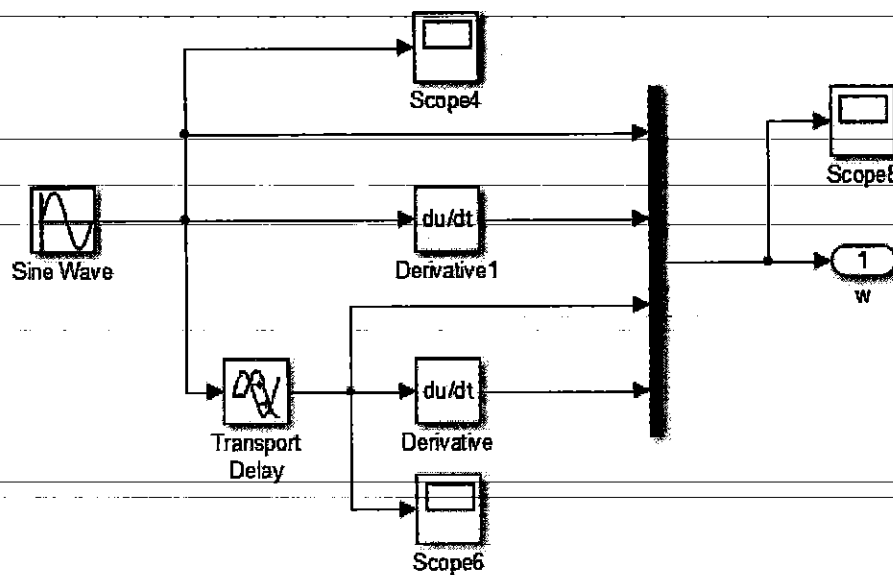 Scope4
Scope8
Sine Wave
du/dt
Derivative1
1
w
Transport
Delay
du/dt
Derivative
Scope6